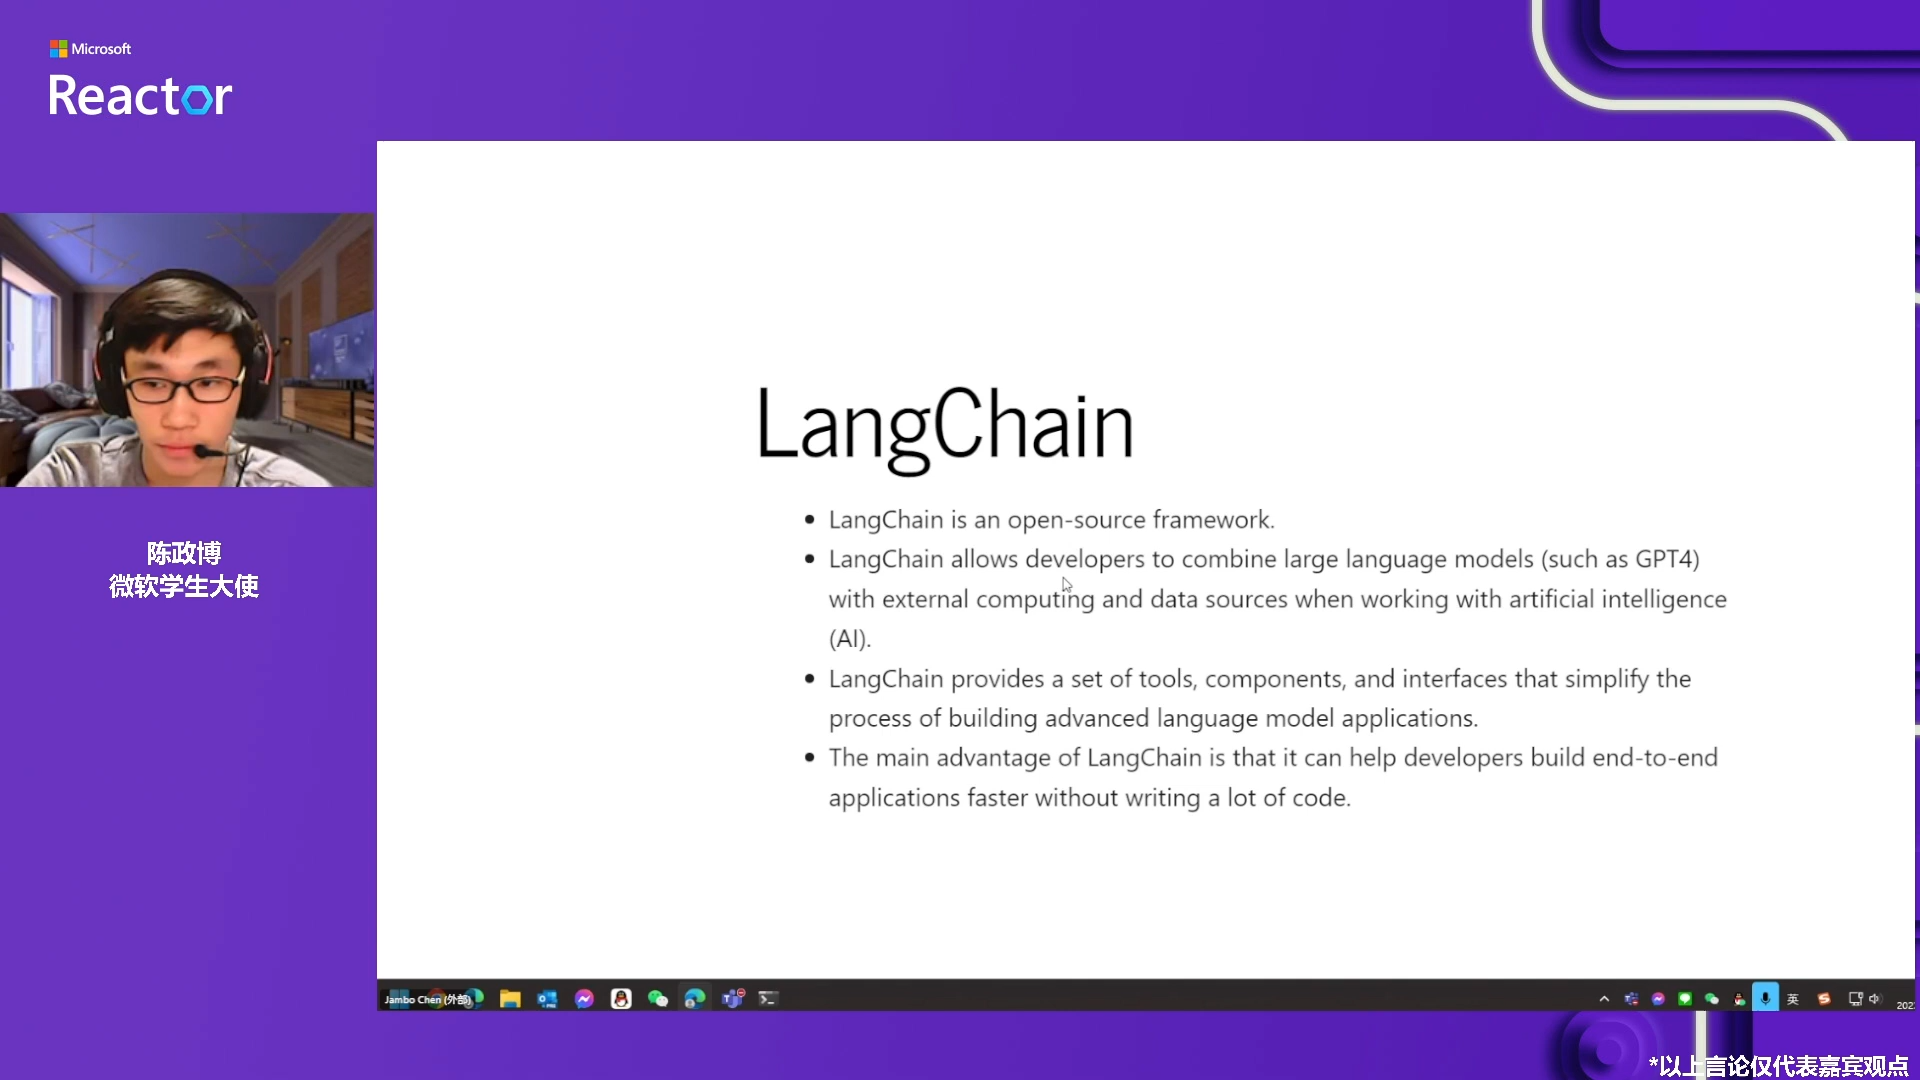 Microsoft
Reactor
陈政博
微软学生大使
LangChain
• LangChain is an open-source framework.
• LangChain allows developers to combine large language models (such as GPT4)
with external computing and data sources when working with artificial intelligence
(AI).
• LangChain provides a set of tools, components, and interfaces that simplify the
process of building advanced language model applications.
• The main advantage of LangChain is that it can help developers build end-to-end
applications faster without writing a lot of code.
Jambo Chen (外部)
英
202
*以上言论仅代表嘉宾观点